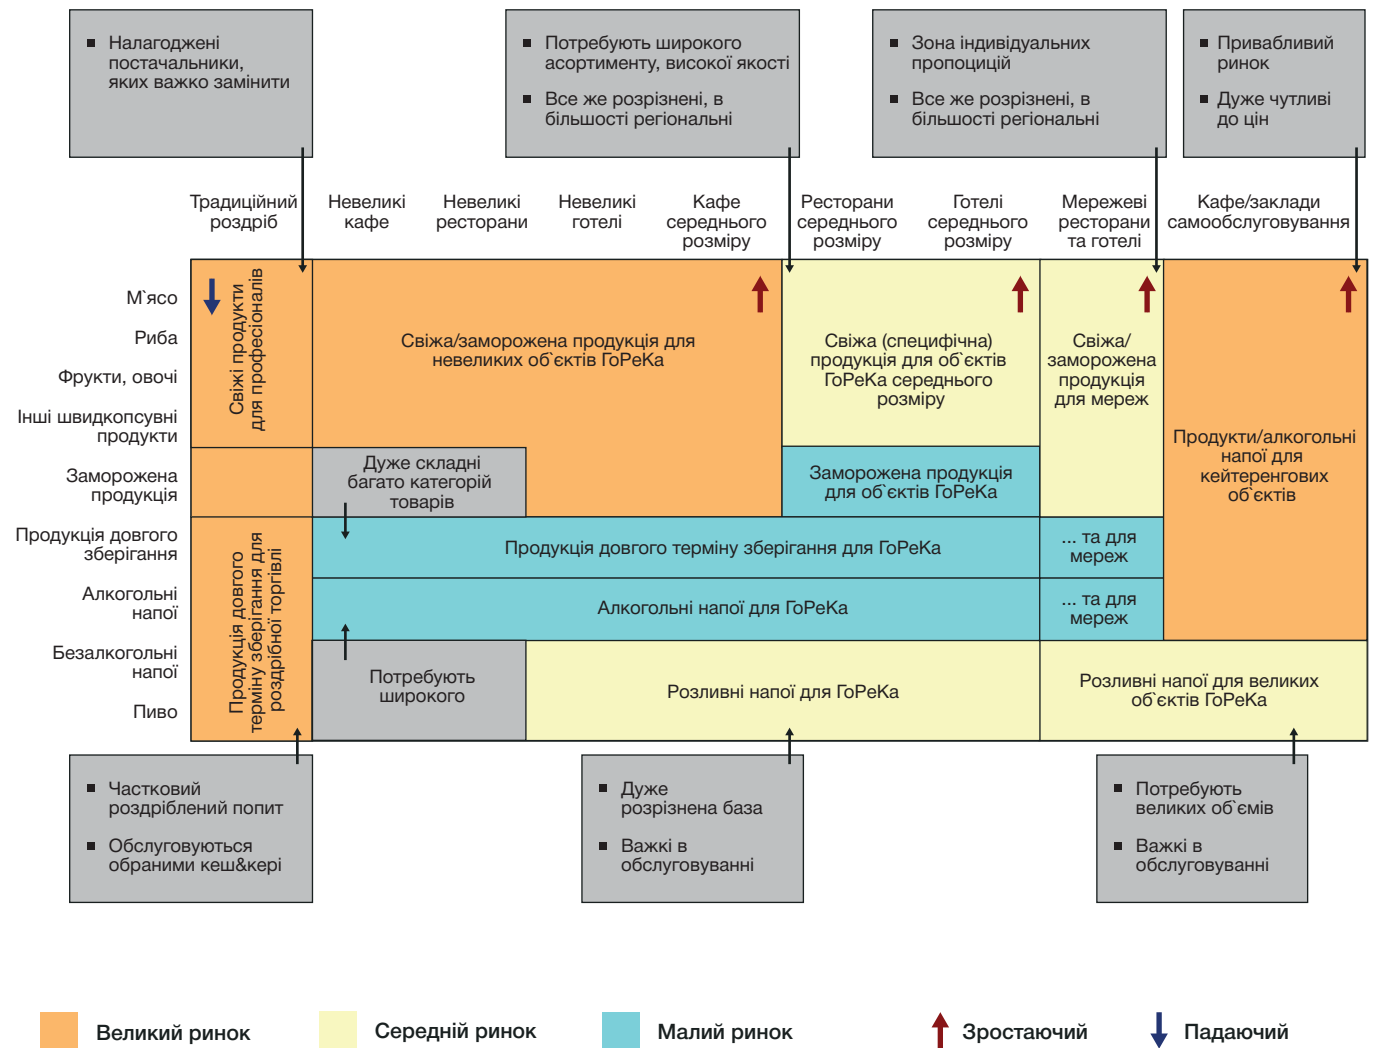 Налагоджені
постачальники,
яких важко замінити
Потребують широкого
асортименту, високої якості
Все же розрізнені, в
більшості регіональні
Зона індивідуальних
пропоцицій
Все же розрізнені, в
більшості регіональні
Привабливий
ринок
Дуже чутливі
до цін
Традиційний
роздріб
Невеликі
кафе
Невеликі
ресторани
Невеликі
готелі
Кафе
середнього
розміру
Ресторани
середнього
розміру
Готелі
середнього
розміру
Мережеві
ресторани
та готелі
Кафе/заклади
самообслуговування
М`ясо
Риба
Фрукти, овочі
Інші швидкопсувні
продукти
Заморожена
продукція
Продукція довгого
зберігання
Алкогольні
напої
Безалкогольні
напої
Пиво
Свіжі продукти
для професіоналів
Свіжа/заморожена продукція для
невеликих об`єктів ГоРеКа
Свіжа (специфічна)
продукція для об`єктів
ГоРеКа середнього
розміру
Свіжа/
заморожена
продукція
для мереж
Продукти/алкогольні
напої для
кейтеренгових
об`єктів
Дуже складні
багато категорій
товарів
Заморожена продукція
для об`єктів ГоРеКа
Продукція довгого
терміну зберігання для
роздрібної торгівлі
Продукція довгого терміну зберігання для ГоРеКа
... та для
мереж
Алкогольні напої для ГоРеКа
... та для
мереж
Потребують
широкого
Розливні напої для ГоРеКа
Розливні напої для великих
об`єктів ГоРеКа
Частковий
роздріблений попит
Обслуговуються
обраними кеш&кері
Дуже
розрізнена база
Важкі в
обслуговуванні
Потребують
великих об`ємів
Важкі в
обслуговуванні
Великий ринок
Середній ринок
Малий ринок
Зростаючий
Падаючий